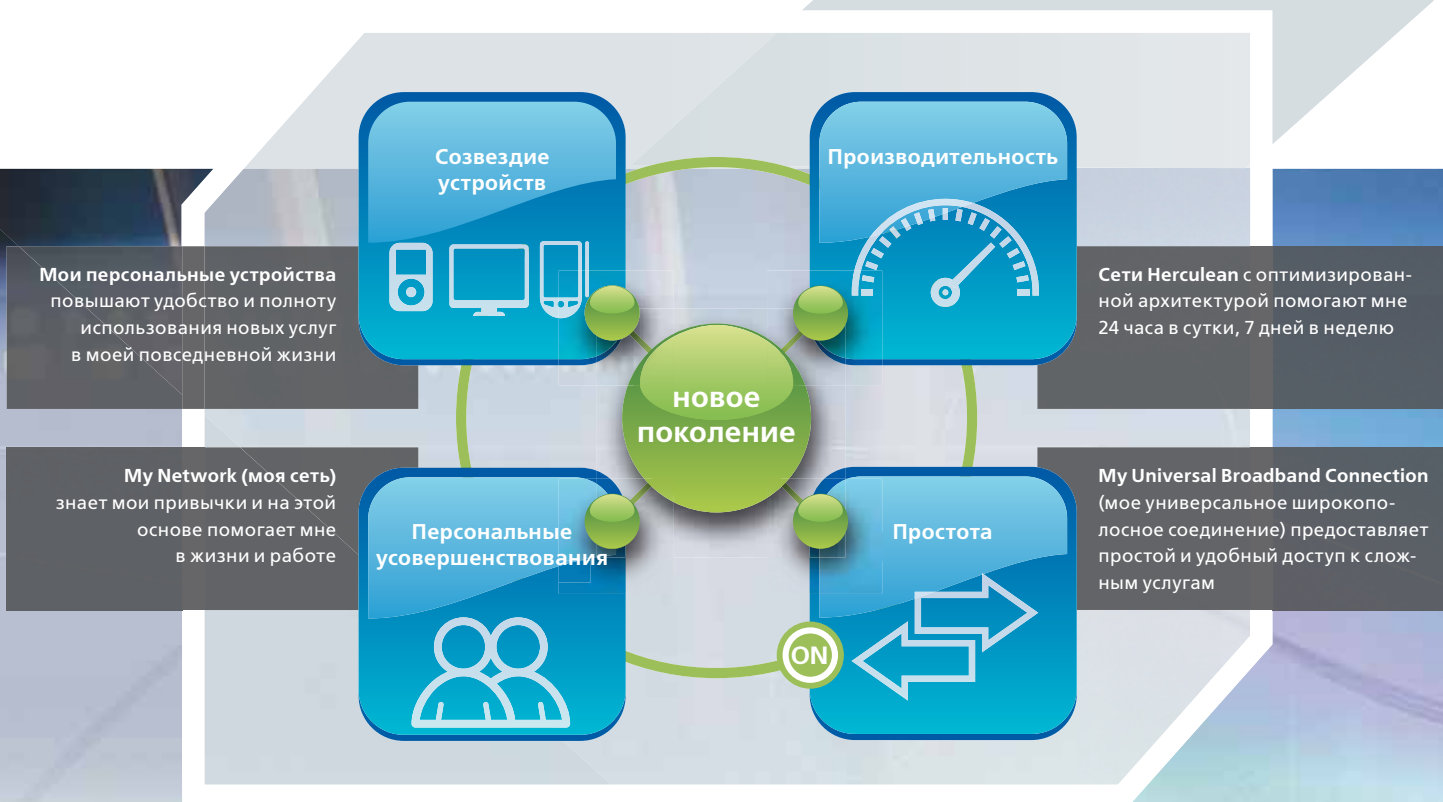 Созвездие
устройств
Мои персональные устройства
повышают удобство и полноту
использования новых услуг
в моей повседневной жизни
Производительность
Сети Herculean с оптимизирован-
ной архитектурой помогают мне
24 часа в сутки, 7 дней в неделю
новое
поколение
My Network (моя сеть)
знает мои привычки и на этой
основе помогает мне
в жизни и работе
Персональные
усовершенствования
Простота
ON
My Universal Broadband Connection
(мое универсальное широкопо-
лосное соединение) предоставляет
простой и удобный доступ к слож-
ным услугам